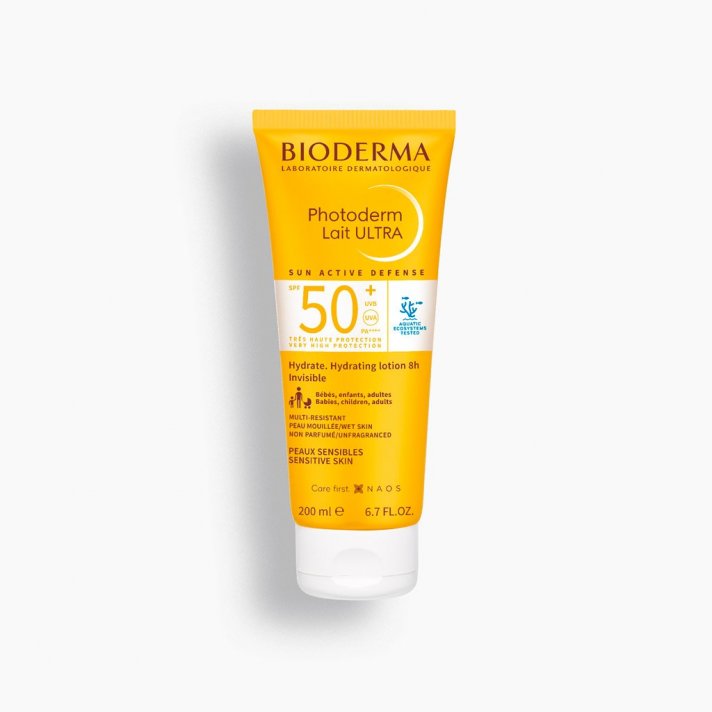 BIODERMA
LABORATOIRE DERMATOLOGIQUE
Photoderm
Lait ULTRA
SUN ACTIVE DEFENSE
SPF 50+
UVB
UVA
PA++++
TRÈS HAUTE PROTECTION
VERY HIGH PROTECTION
AQUATIC
ECOSYSTEMS
TESTED
Hydrate. Hydrating lotion 8h
Invisible
Bébés, enfants, adultes
Babies, children, adults
MULTI-RESISTANT
PEAU MOUILLÉE/WET SKIN
NON PARFUMÉ/UNFRAGRANCED
PEAUX SENSIBLES
SENSITIVE SKIN
Care first. NAOS
200 ml ℮ 6.7 FL.OZ.